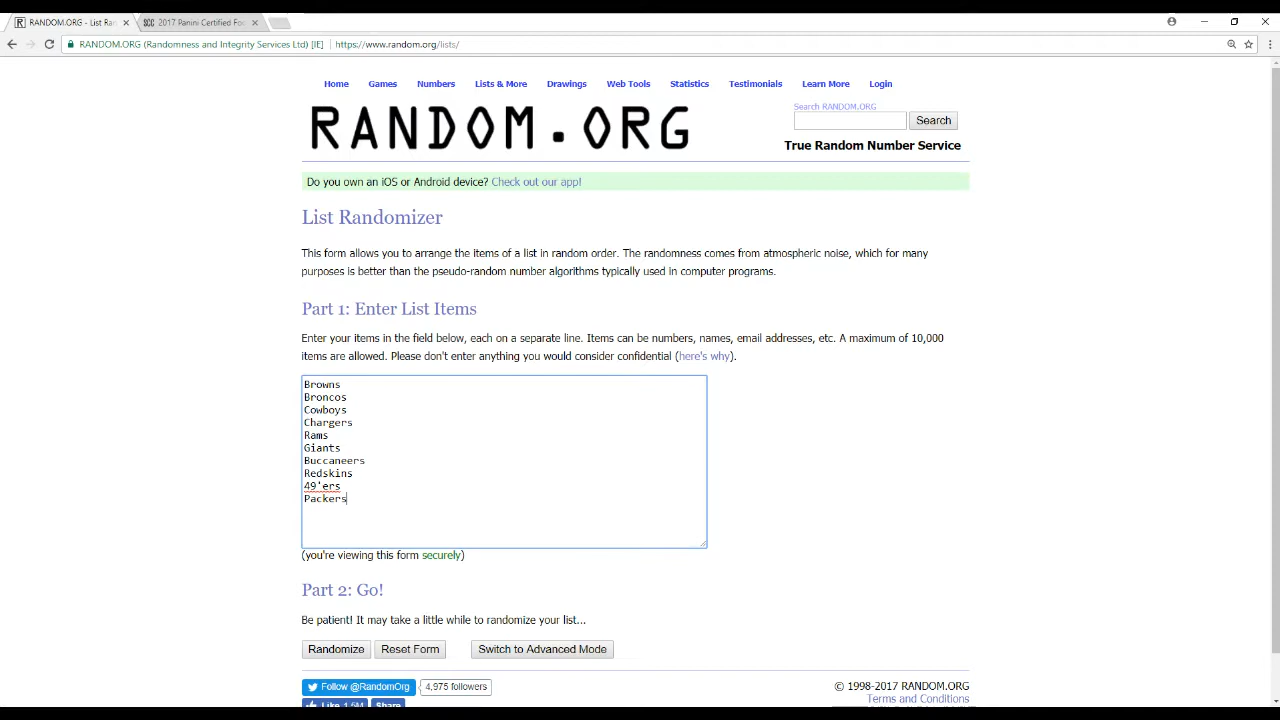 RANDOM.ORG - List Ran
2017 Panini Certified Foo
RANDOM.ORG (Randomness and Integrity Services Ltd) [IE]
https://www.random.org/lists/
Home Games Numbers Lists & More Drawings Web Tools Statistics Testimonials Learn More Login
RANDOM.ORG
Search RANDOM.ORG
Search
True Random Number Service
Do you own an iOS or Android device? Check out our app!
List Randomizer
This form allows you to arrange the items of a list in random order. The randomness comes from atmospheric noise, which for many
purposes is better than the pseudo-random number algorithms typically used in computer programs.
Part 1: Enter List Items
Enter your items in the field below, each on a separate line. Items can be numbers, names, email addresses, etc. A maximum of 10,000
items are allowed. Please don't enter anything you would consider confidential (here's why).
Browns
Broncos
Cowboys
Chargers
Rams
Giants
Buccaneers
Redskins
49'ers
Packers
(you're viewing this form securely)
Part 2: Go!
Be patient! It may take a little while to randomize your list...
Randomize Reset Form Switch to Advanced Mode
Follow @RandomOrg 4,975 followers
© 1998-2017 RANDOM.ORG
Terms and Conditions
Like 1.5M Share